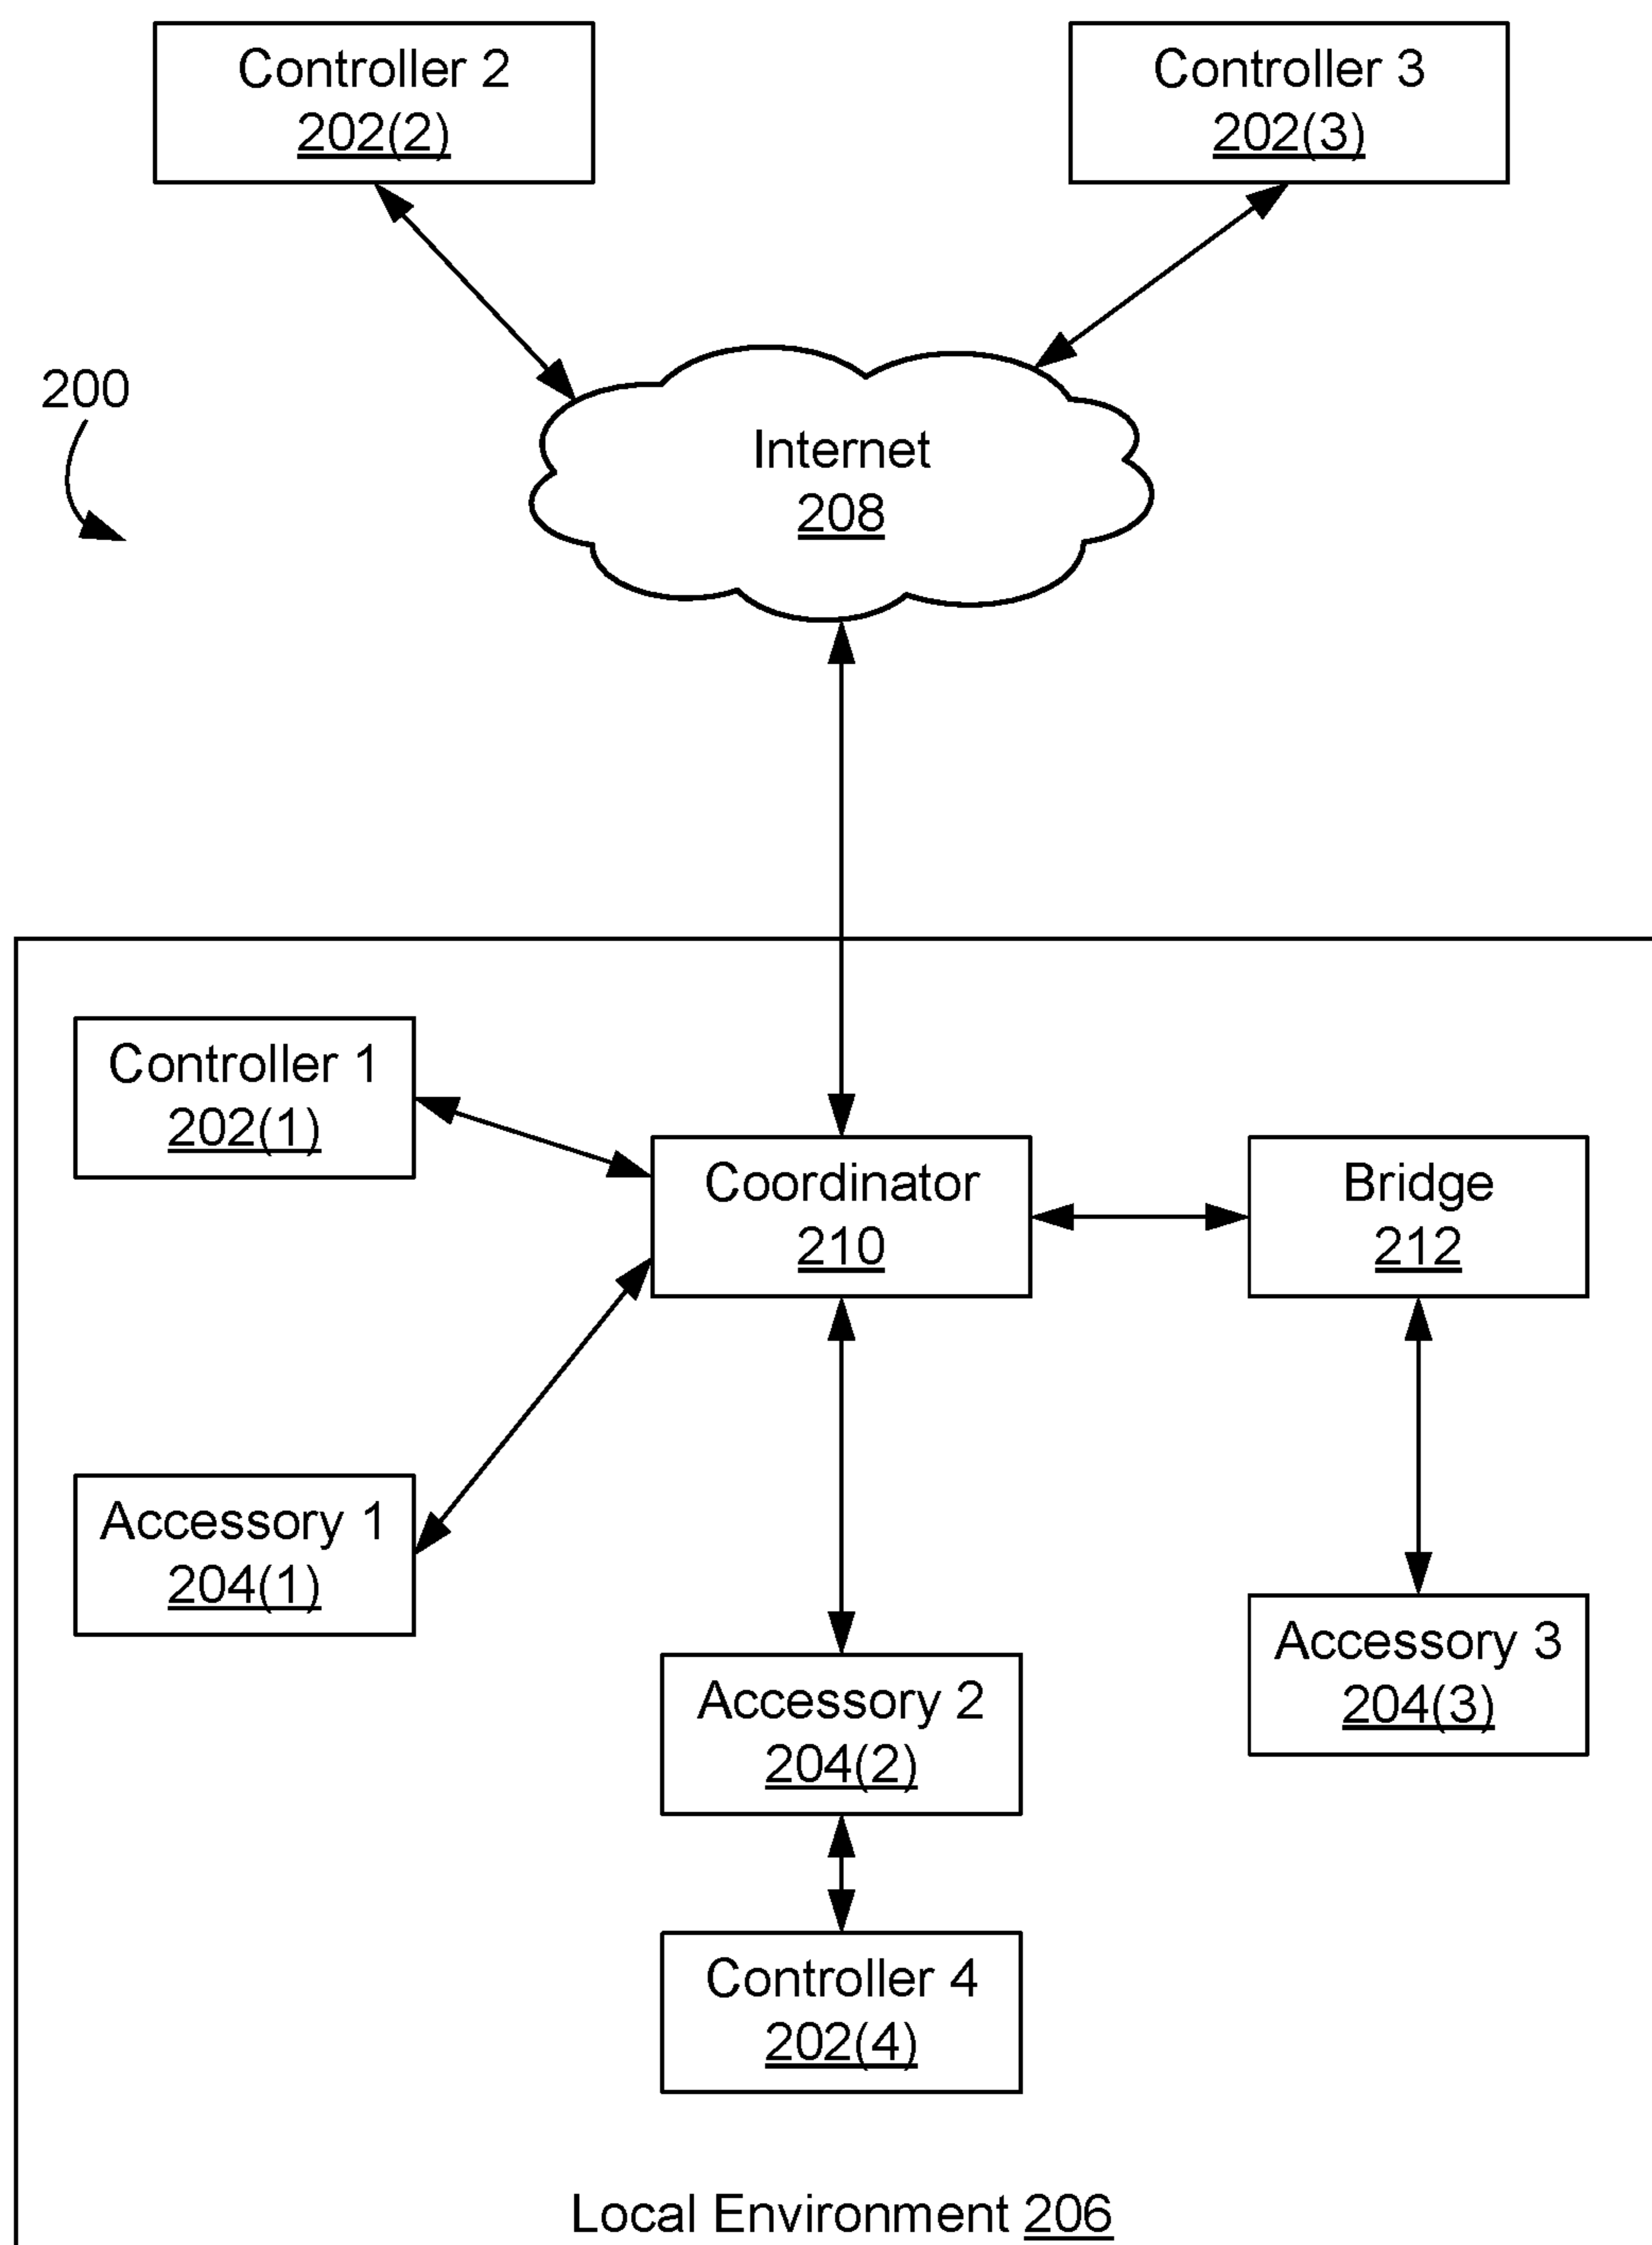 Controller 2
202(2)
Controller 3
202(3)
200
Internet
208
Controller 1
202(1)
Coordinator
210
Bridge
212
Accessory 1
204(1)
Accessory 2
204(2)
Accessory 3
204(3)
Controller 4
202(4)
Local Environment 206